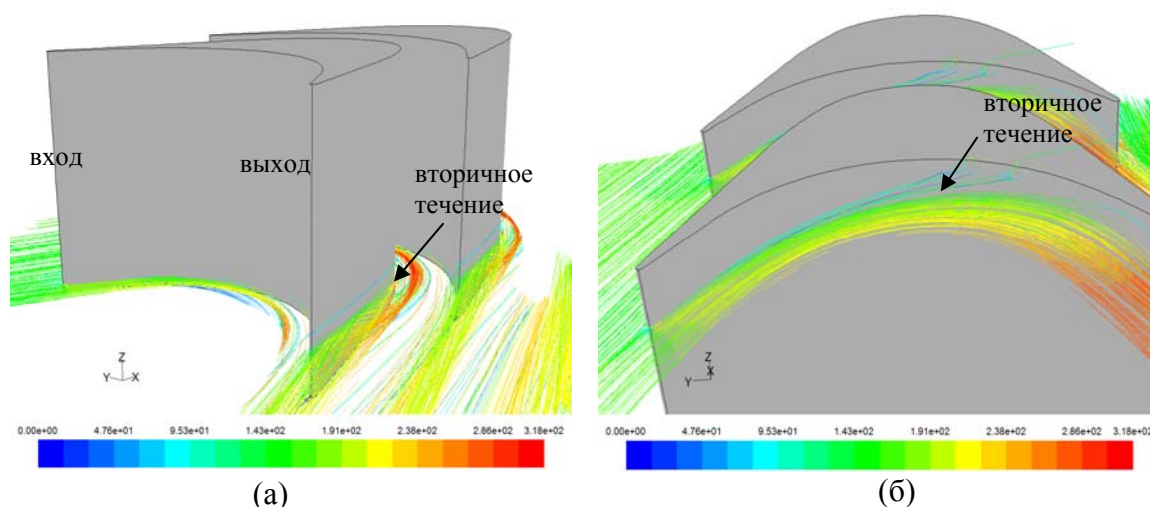 вход
выход
вторичное
течение
Z
Y X
0.00e+00 4.76e+01 9.53e+01 1.43e+02 1.91e+02 2.38e+02 2.86e+02 3.18e+02
(а)
вторичное
течение
Z
Y X
0.00e+00 4.76e+01 9.53e+01 1.43e+02 1.91e+02 2.38e+02 2.86e+02 3.18e+02
(б)